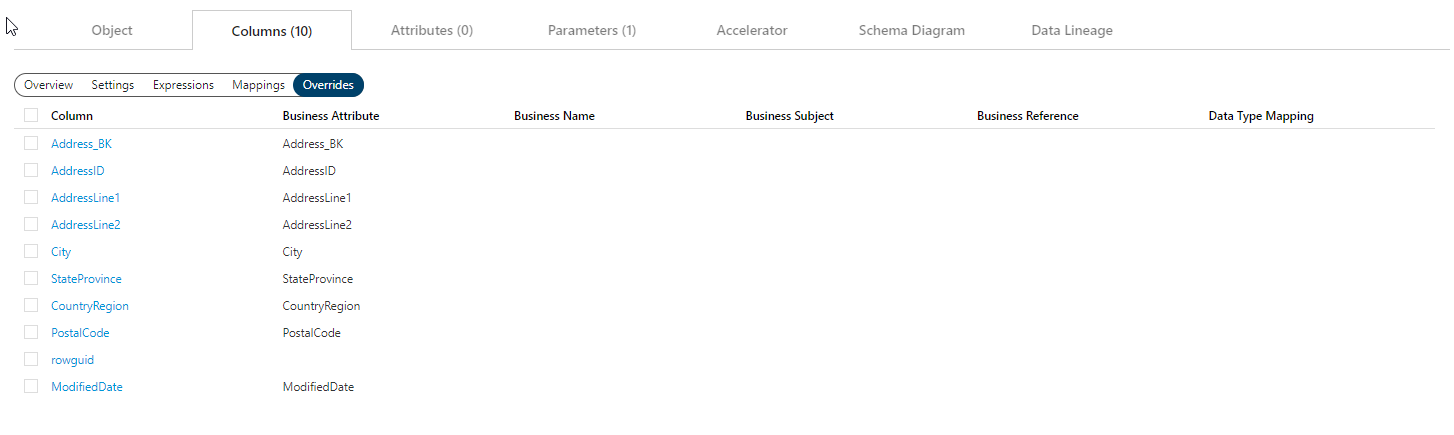 Object Columns (10) Attributes (0) Parameters (1) Accelerator Schema Diagram Data Lineage
Overview Settings Expressions Mappings Overrides
Column Business Attribute Business Name Business Subject Business Reference Data Type Mapping
Address_BK Address_BK
AddressID AddressID
AddressLine1 AddressLine1
AddressLine2 AddressLine2
City City
StateProvince StateProvince
CountryRegion CountryRegion
PostalCode PostalCode
rowguid
ModifiedDate ModifiedDate